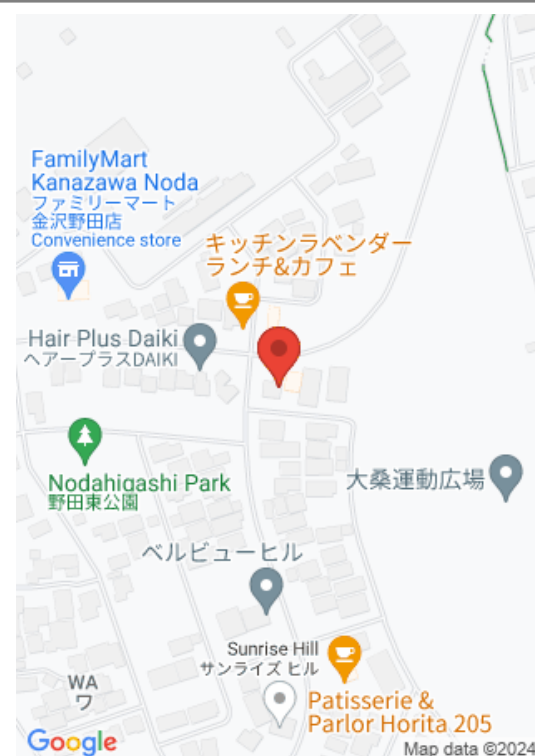 FamilyMart
Kanazawa Noda
ファミリーマート
金沢野田店
Convenience store
キッチンラベンダー
ランチ&カフェ
Hair Plus Daiki
ヘアープラスDAIKI
Nodahigashi Park
野田東公園
大桑運動広場
ベルビューヒル
Sunrise Hill
サンライズ ヒル
WA
ワ
Patisserie &
Parlor Horita 205
Google
Map data ©2024